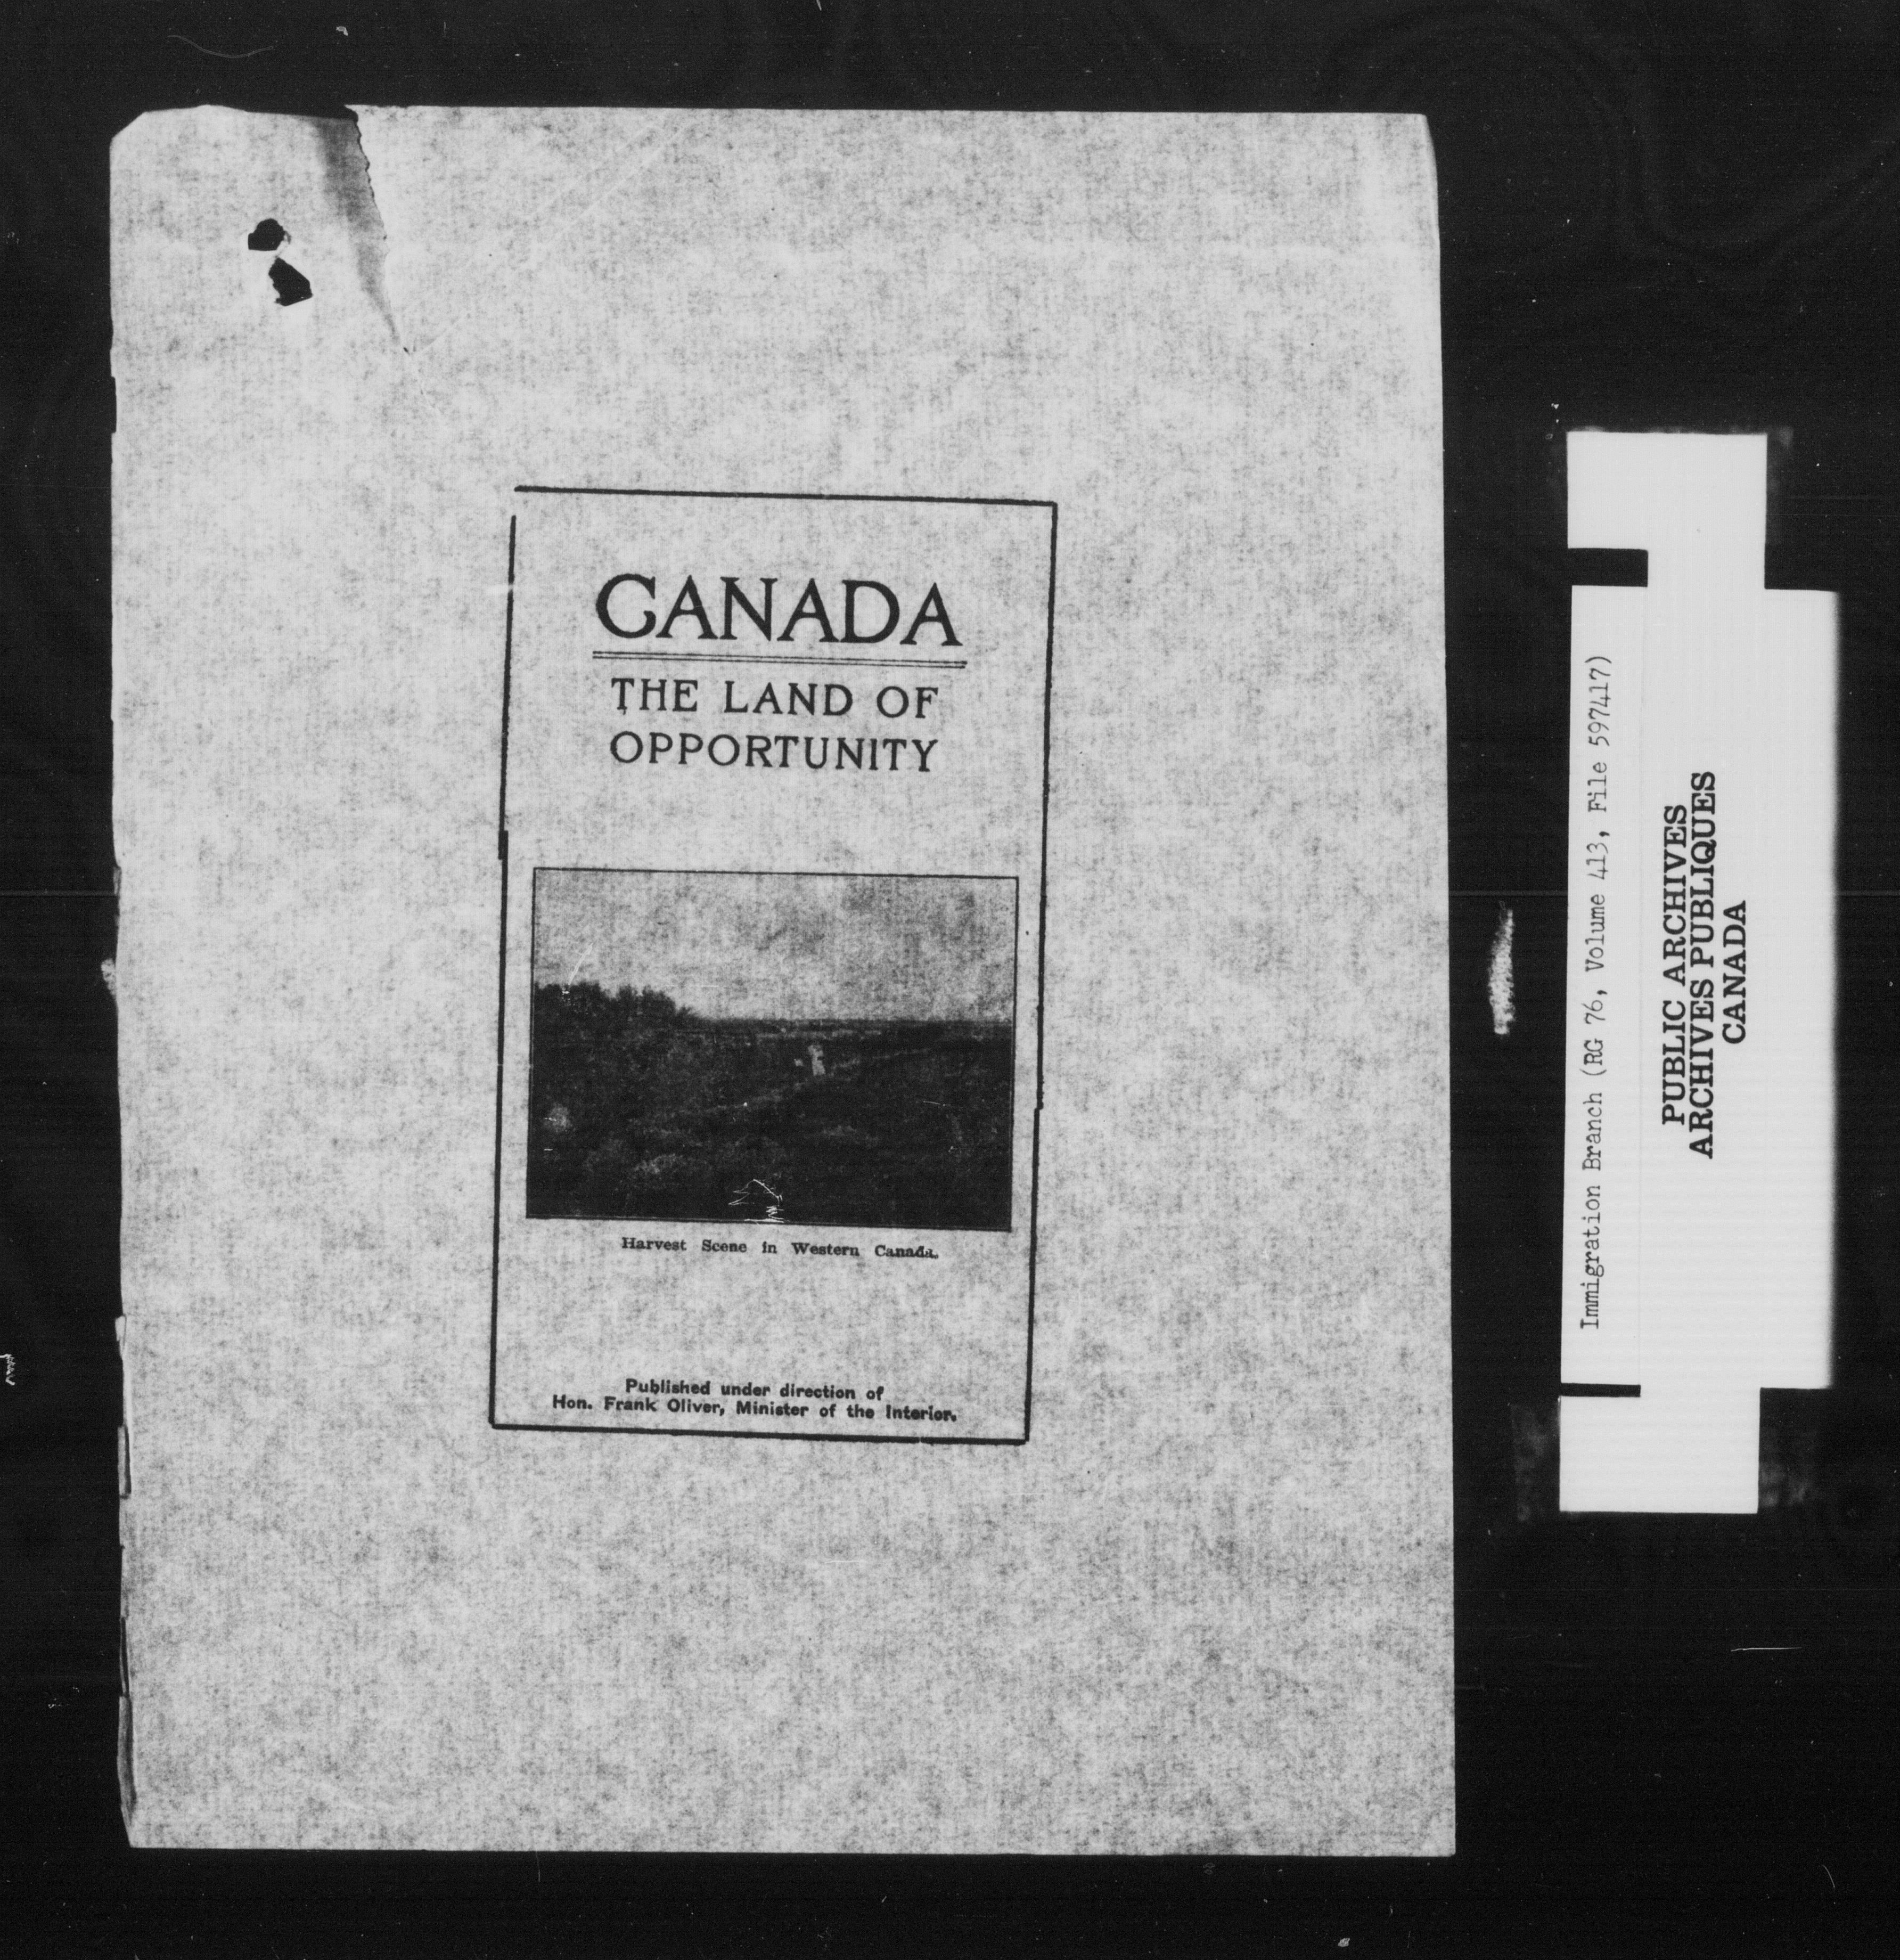 CANADA
THE LAND OF
OPPORTUNITY
Harvest Scene in Western Canada.
Published under direction of
Hon. Frank Oliver, Minister of the Interior.
Immigration Branch (RG 76, Volume 413, File 597417)
PUBLIC ARCHIVES
ARCHIVES PUBLIQUES
CANADA